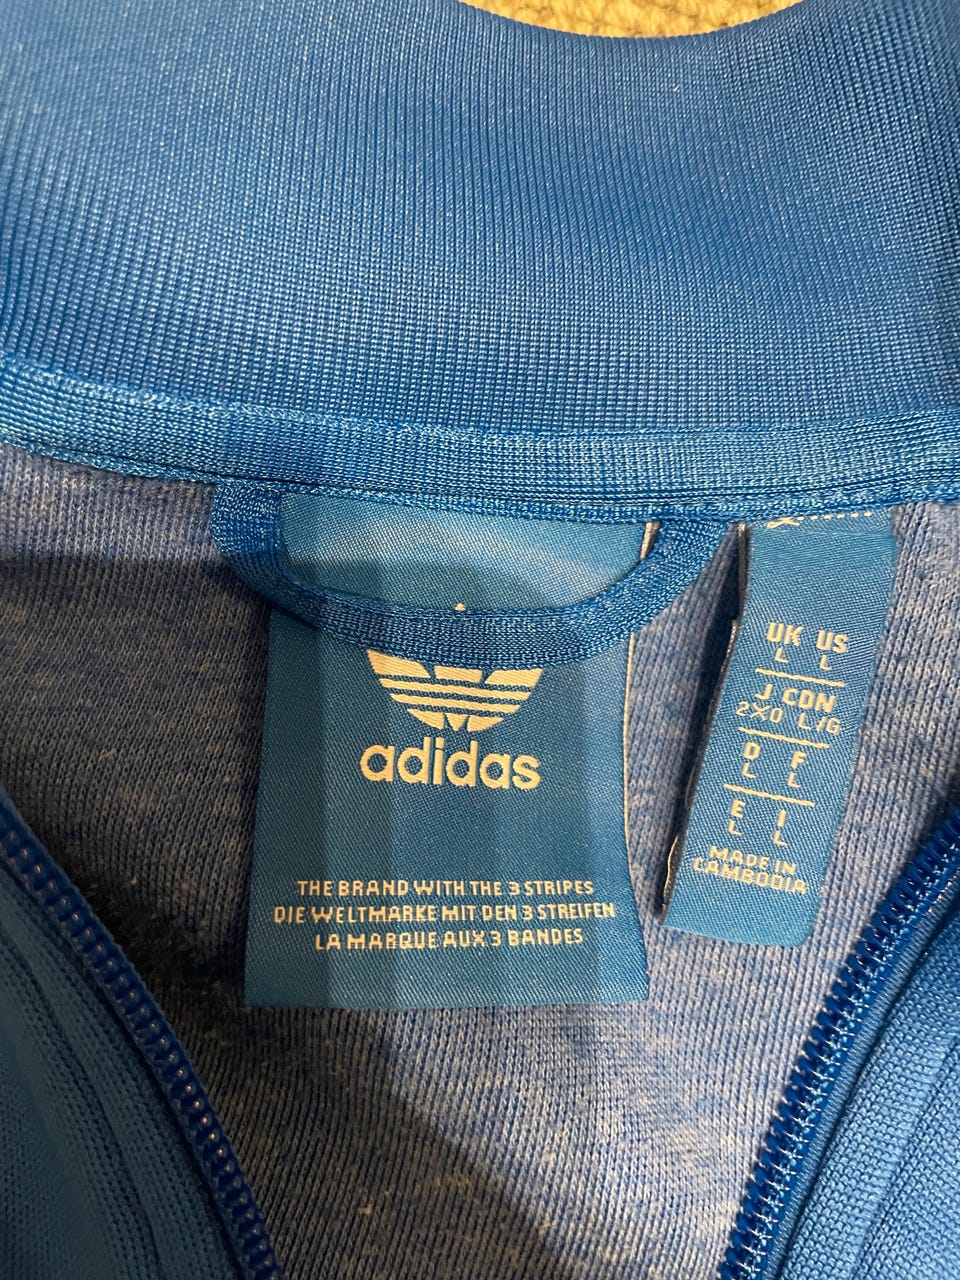 adidas
THE BRAND WITH THE 3 STRIPES
DIE WELTMARKE MIT DEN 3 STREIFEN
LA MARQUE AUX 3 BANDES
UK US
L L
J CDN
2XO L/G
D F
L L
E I
L L
MADE IN
CAMBODIA